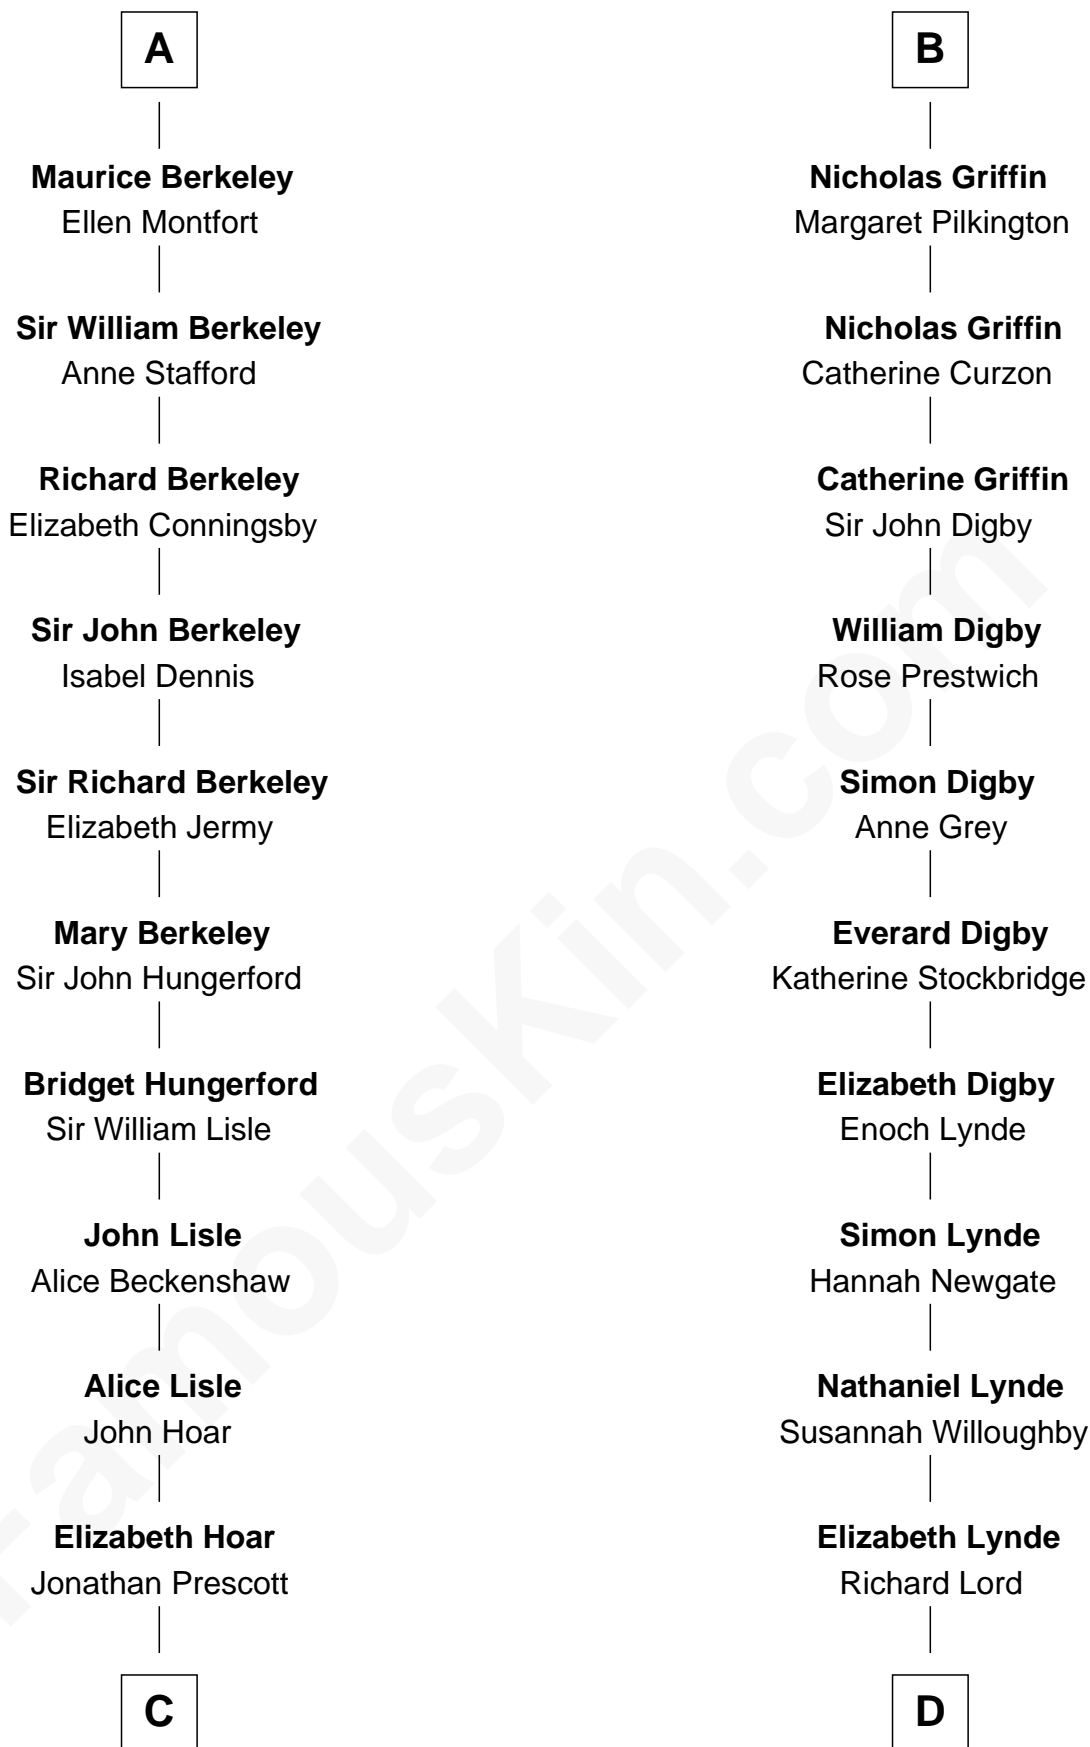 A
Maurice Berkeley
Ellen Montfort
Sir William Berkeley
Anne Stafford
Richard Berkeley
Elizabeth Conningsby
Sir John Berkeley
Isabel Dennis
Sir Richard Berkeley
Elizabeth Jermy
Mary Berkeley
Sir John Hungerford
Bridget Hungerford
Sir William Lisle
John Lisle
Alice Beckenshaw
Alice Lisle
John Hoar
Elizabeth Hoar
Jonathan Prescott
C
B
Nicholas Griffin
Margaret Pilkington
Nicholas Griffin
Catherine Curzon
Catherine Griffin
Sir John Digby
William Digby
Rose Prestwich
Simon Digby
Anne Grey
Everard Digby
Katherine Stockbridge
Elizabeth Digby
Enoch Lynde
Simon Lynde
Hannah Newgate
Nathaniel Lynde
Susannah Willoughby
Elizabeth Lynde
Richard Lord
D
FamousKin.com